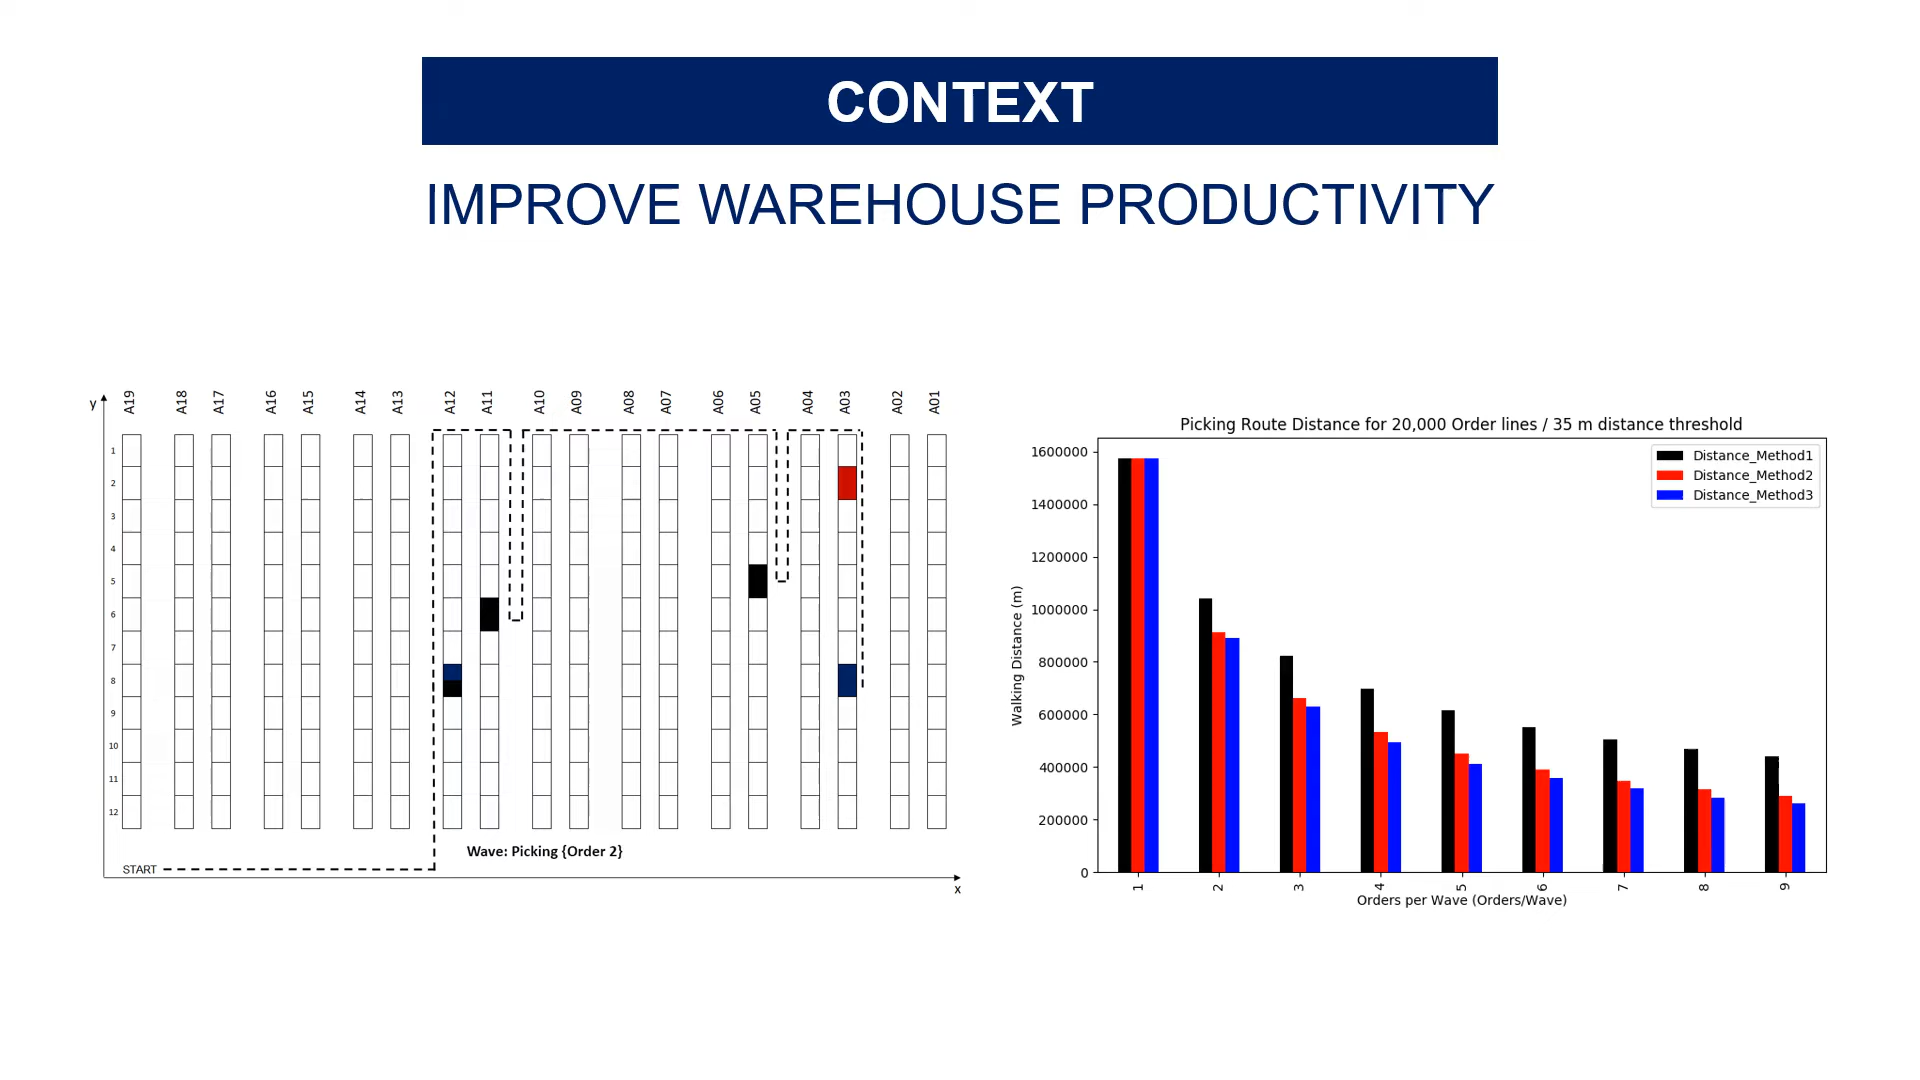 CONTEXT
IMPROVE WAREHOUSE PRODUCTIVITY
y
A19 A18 A17 A16 A15 A14 A13 A12 A11 A10 A09 A08 A07 A06 A05 A04 A03 A02 A01
1
2
3
4
5
6
7
8
9
10
11
12
Wave: Picking {Order 2}
START
x
Picking Route Distance for 20,000 Order lines / 35 m distance threshold
Distance_Method1
Distance_Method2
Distance_Method3
Walking Distance (m)
1600000
1400000
1200000
1000000
800000
600000
400000
200000
0
1 2 3 4 5 6 7 8 9
Orders per Wave (Orders/Wave)